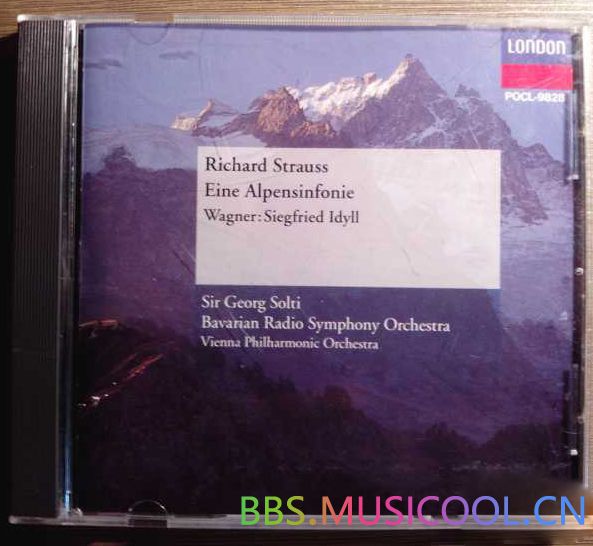 LONDON
POCL-9828
Richard Strauss
Eine Alpensinfonie
Wagner:Siegfried Idyll
Sir Georg Solti
Bavarian Radio Symphony Orchestra
Vienna Philharmonic Orchestra
BBS.MUSICOOL.CN